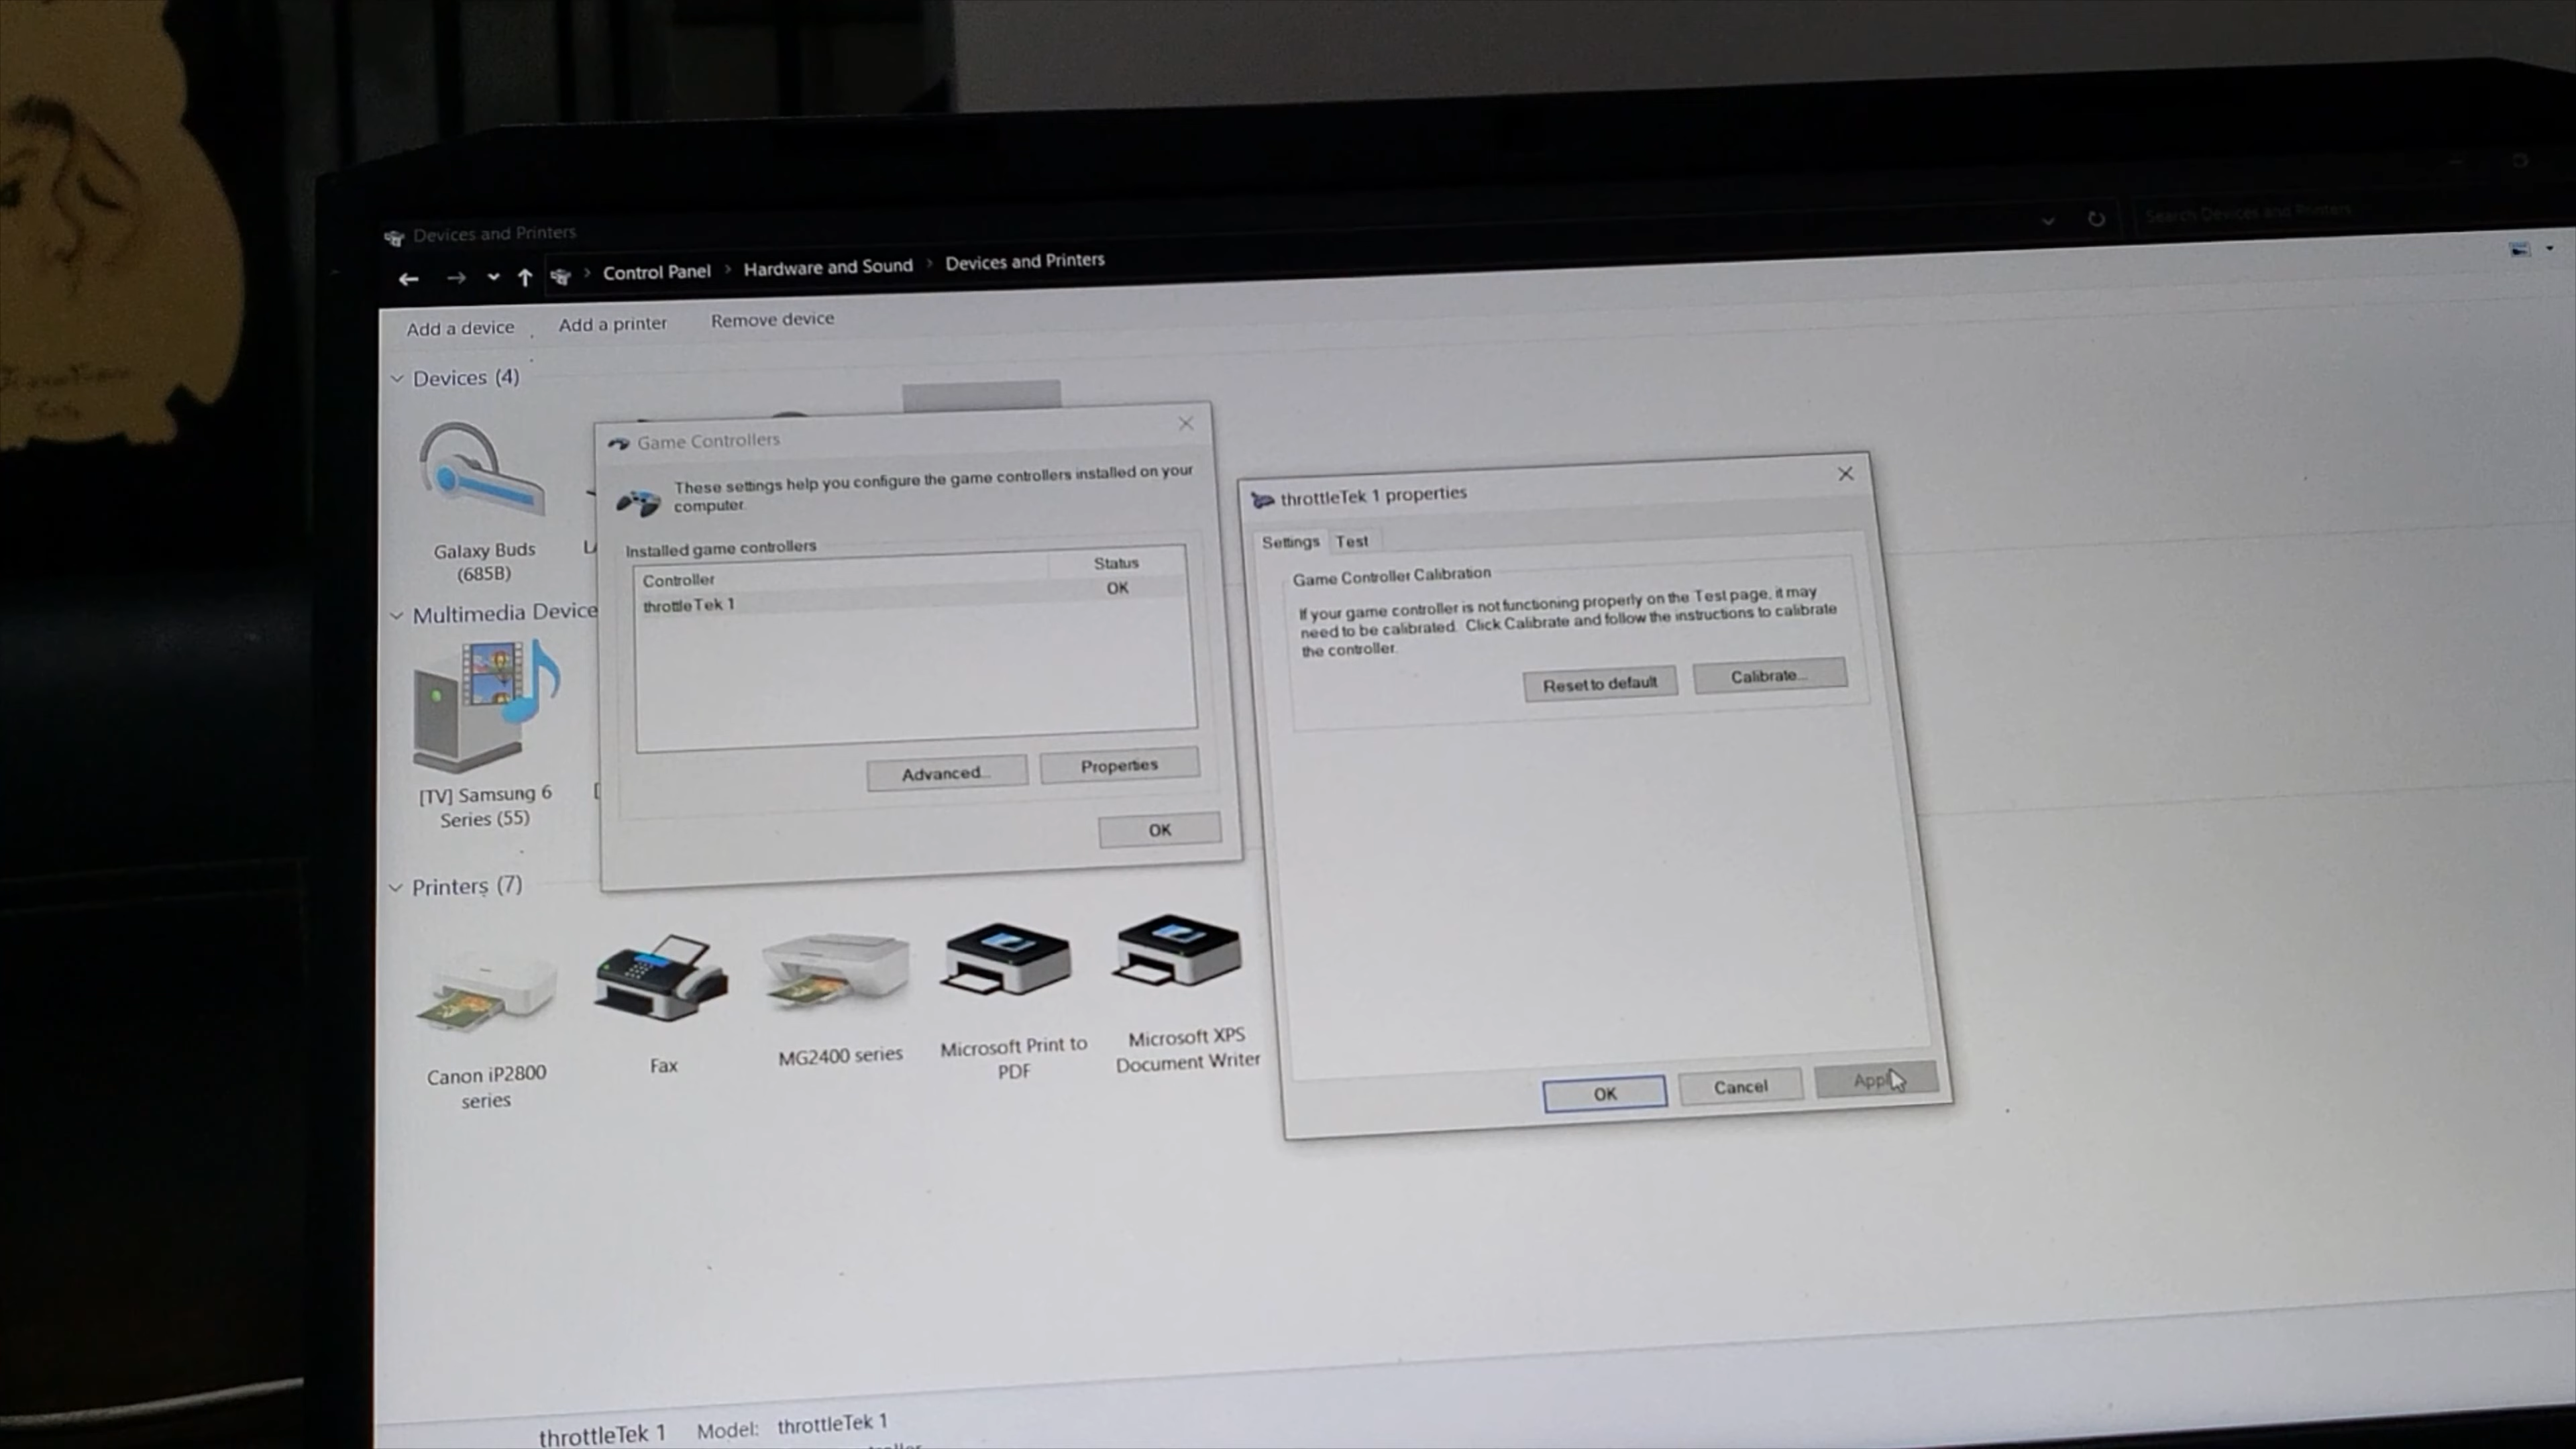 Devices and Printers
Control Panel > Hardware and Sound > Devices and Printers
Search Devices and Printers
Add a device
Add a printer
Remove device
Devices (4)
Galaxy Buds
(685B)
Multimedia Device
[TV] Samsung 6
Series (55)
Printers (7)
Canon iP2800
series
Fax
MG2400 series
Microsoft Print to
PDF
Microsoft XPS
Document Writer
Game Controllers
These settings help you configure the game controllers installed on your
computer.
Installed game controllers
Controller Status
throttleTek 1 OK
Advanced...
Properties
OK
throttleTek 1 properties
Settings Test
Game Controller Calibration
If your game controller is not functioning properly on the Test page, it may
need to be calibrated. Click Calibrate and follow the instructions to calibrate
the controller.
Reset to default
Calibrate...
OK
Cancel
throttleTek 1 Model: throttleTek 1